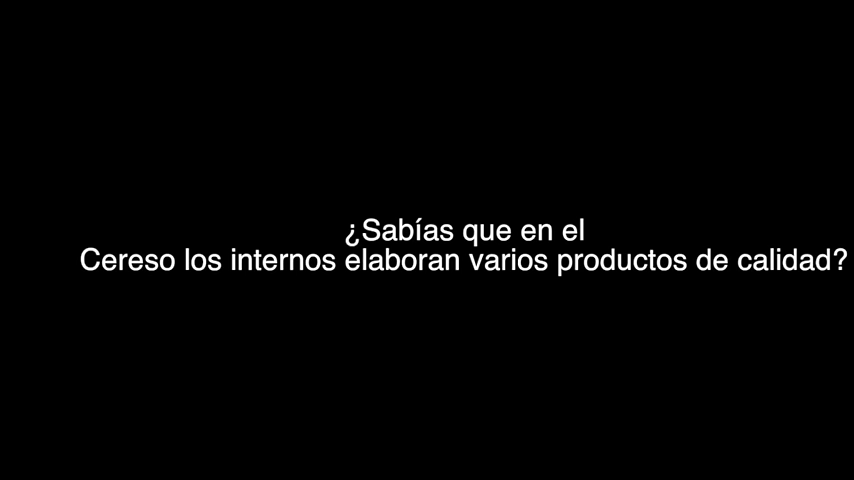 ¿Sabías que en el
Cereso los internos elaboran varios productos de calidad?